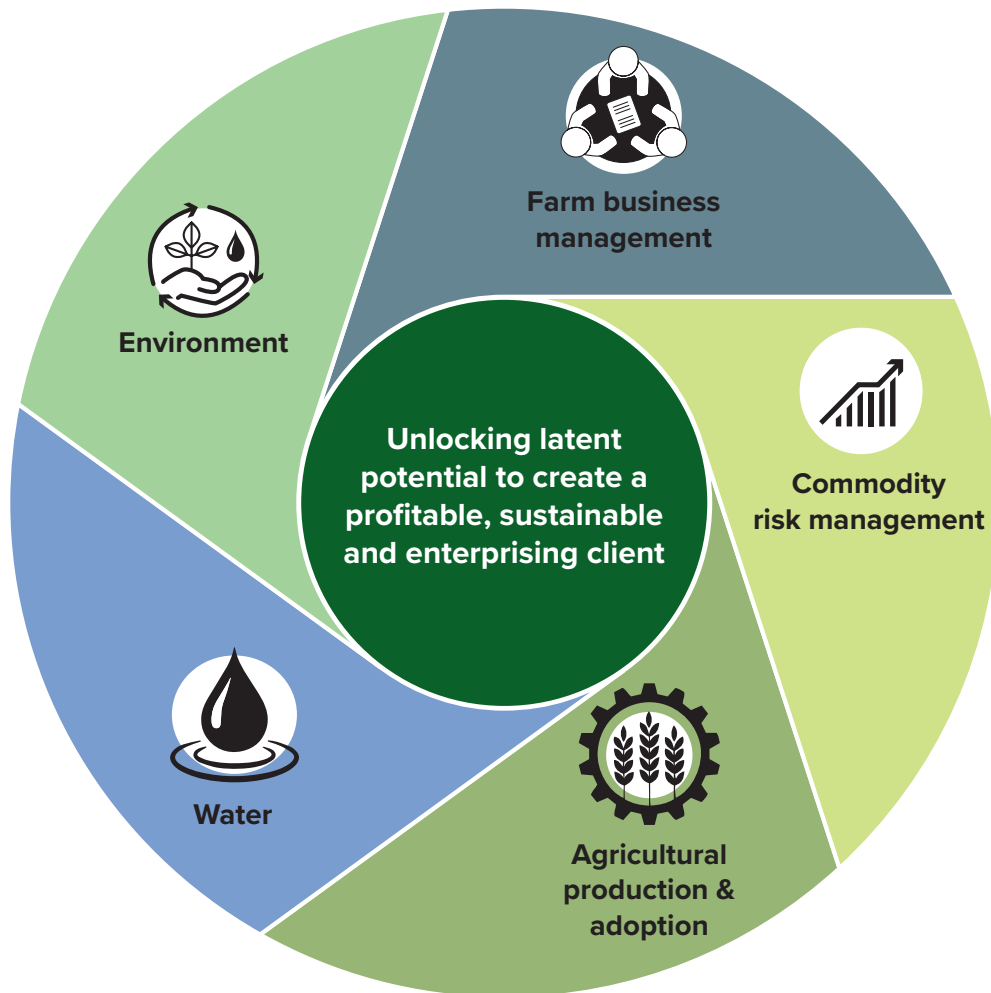 Farm business
management
Environment
Commodity
risk management
Unlocking latent
potential to create a
profitable, sustainable
and enterprising client
Water
Agricultural
production &
adoption